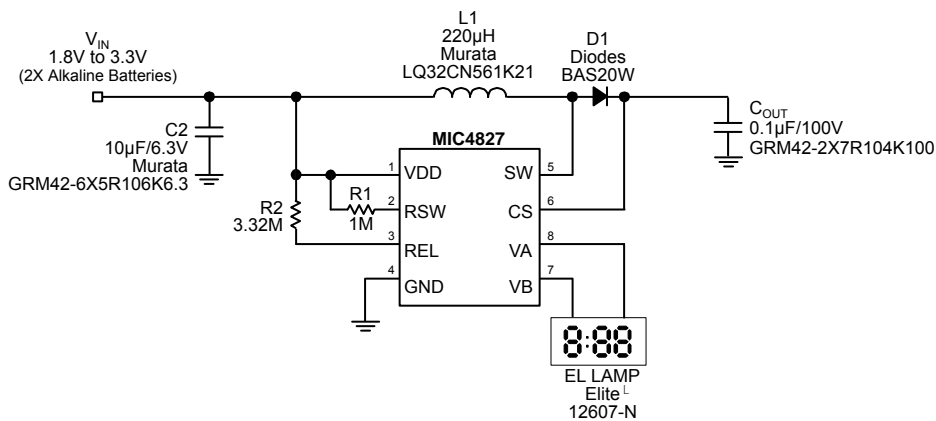 V_IN
1.8V to 3.3V
(2X Alkaline Batteries)
L1
220µH
Murata
LQ32CN561K21
D1
Diodes
BAS20W
C_OUT
0.1µF/100V
GRM42-2X7R104K100
C2
10µF/6.3V
Murata
GRM42-6X5R106K6.3
MIC4827
1
VDD
SW
5
R1
1M
2
RSW
CS
6
R2
3.32M
3
REL
VA
8
4
GND
VB
7
8:88
EL LAMP
Elite└
12607-N